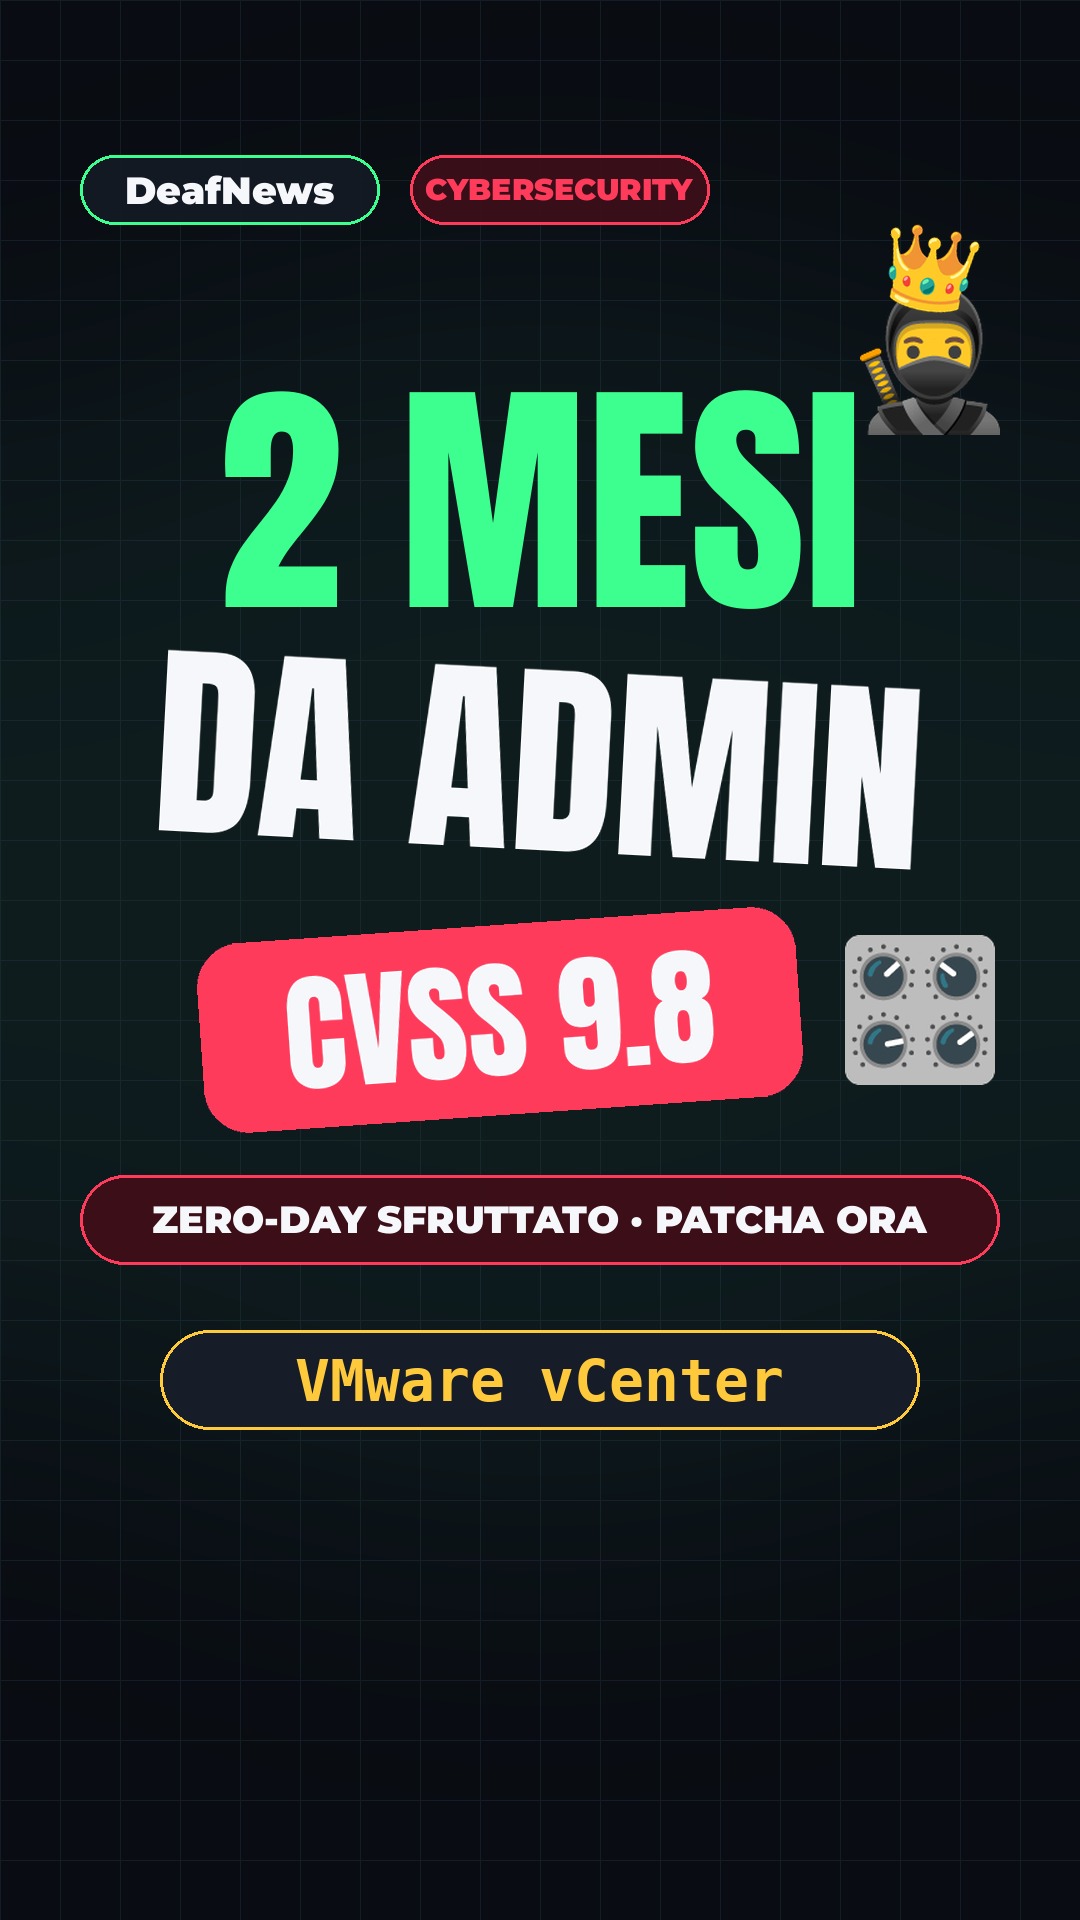 DeafNews
CYBERSECURITY
2 MESI
DA ADMIN
CVSS 9.8
ZERO-DAY SFRUTTATO • PATCHA ORA
VMware vCenter